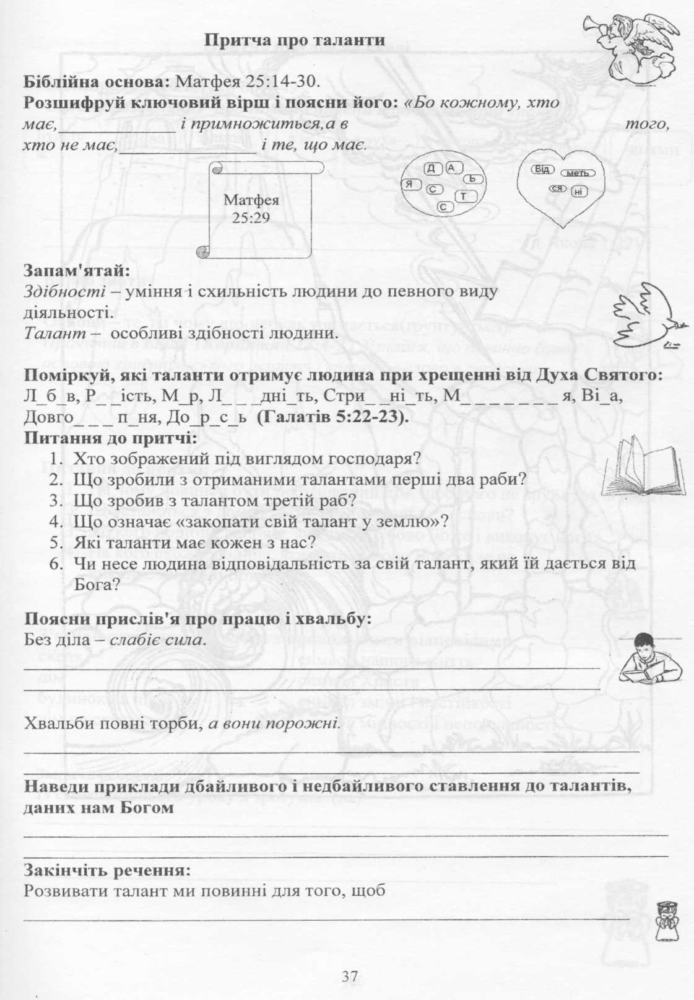 Притча про таланти
Біблійна основа: Матфея 25:14-30.
Розшифруй ключовий вірш і поясни його: «Бо кожному, хто
має,______________ і примножиться,а в того,
хто не має,________________ і те, що має.
Д А
Я С Ь
Т
С
Від меть
ся ні
Матфея
25:29
Запам'ятай:
Здібності – уміння і схильність людини до певного виду
діяльності.
Талант – особливі здібності людини.
Поміркуй, які таланти отримує людина при хрещенні від Духа Святого:
Л_б_в, Р_ _ість, М_р, Л_ _ _дні_ть, Стри_ _ні_ть, М_ _ _ _ _ _ _ я, Ві_а,
Довго_ _ _ п_ня, До_р_с_ь (Галатів 5:22-23).
Питання до притчі:
1. Хто зображений під виглядом господаря?
2. Що зробили з отриманими талантами перші два раби?
3. Що зробив з талантом третій раб?
4. Що означає «закопати свій талант у землю»?
5. Які таланти має кожен з нас?
6. Чи несе людина відповідальність за свій талант, який їй дається від
Бога?
Поясни прислів'я про працю і хвальбу:
Без діла – слабіє сила.
Хвальби повні торби, а вони порожні.
Наведи приклади дбайливого і недбайливого ставлення до талантів,
даних нам Богом
Закінчіть речення:
Розвивати талант ми повинні для того, щоб
37